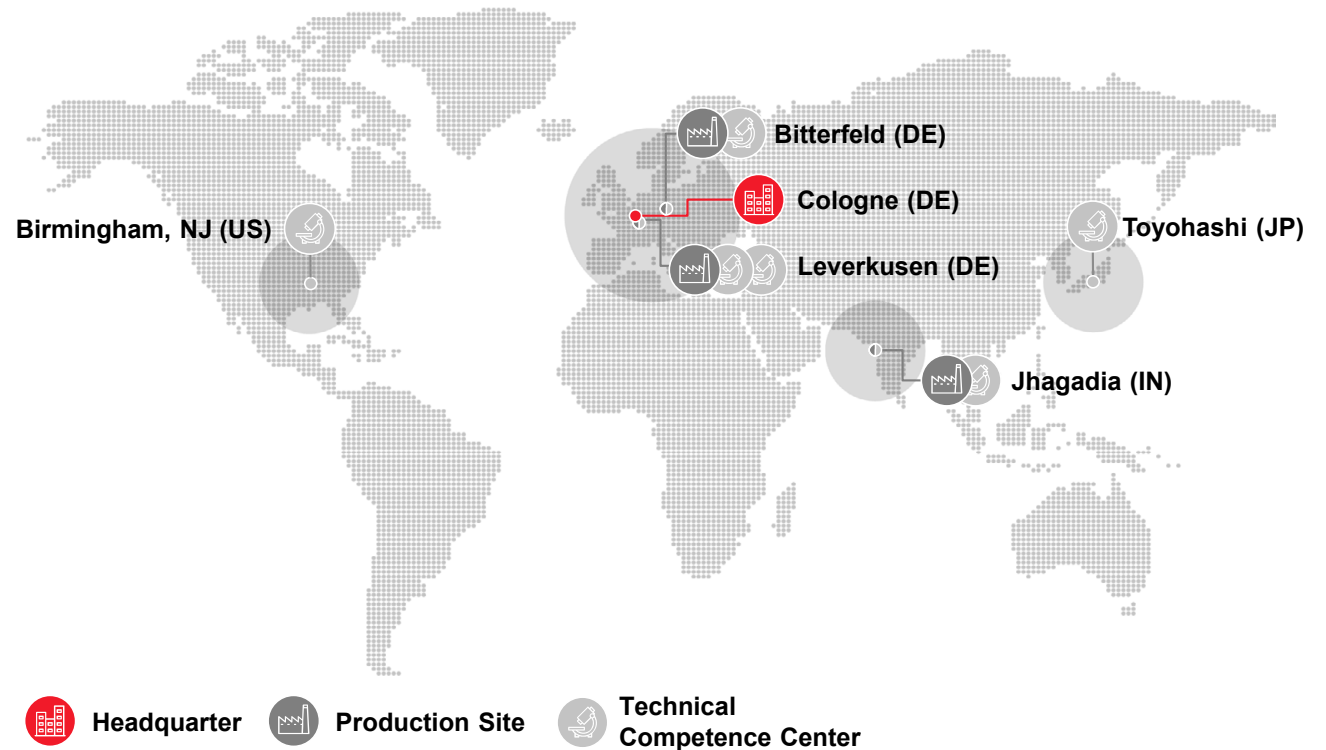 Bitterfeld (DE)
Cologne (DE)
Birmingham, NJ (US)
Toyohashi (JP)
Leverkusen (DE)
Jhagadia (IN)
Headquarter
Production Site
Technical
Competence Center